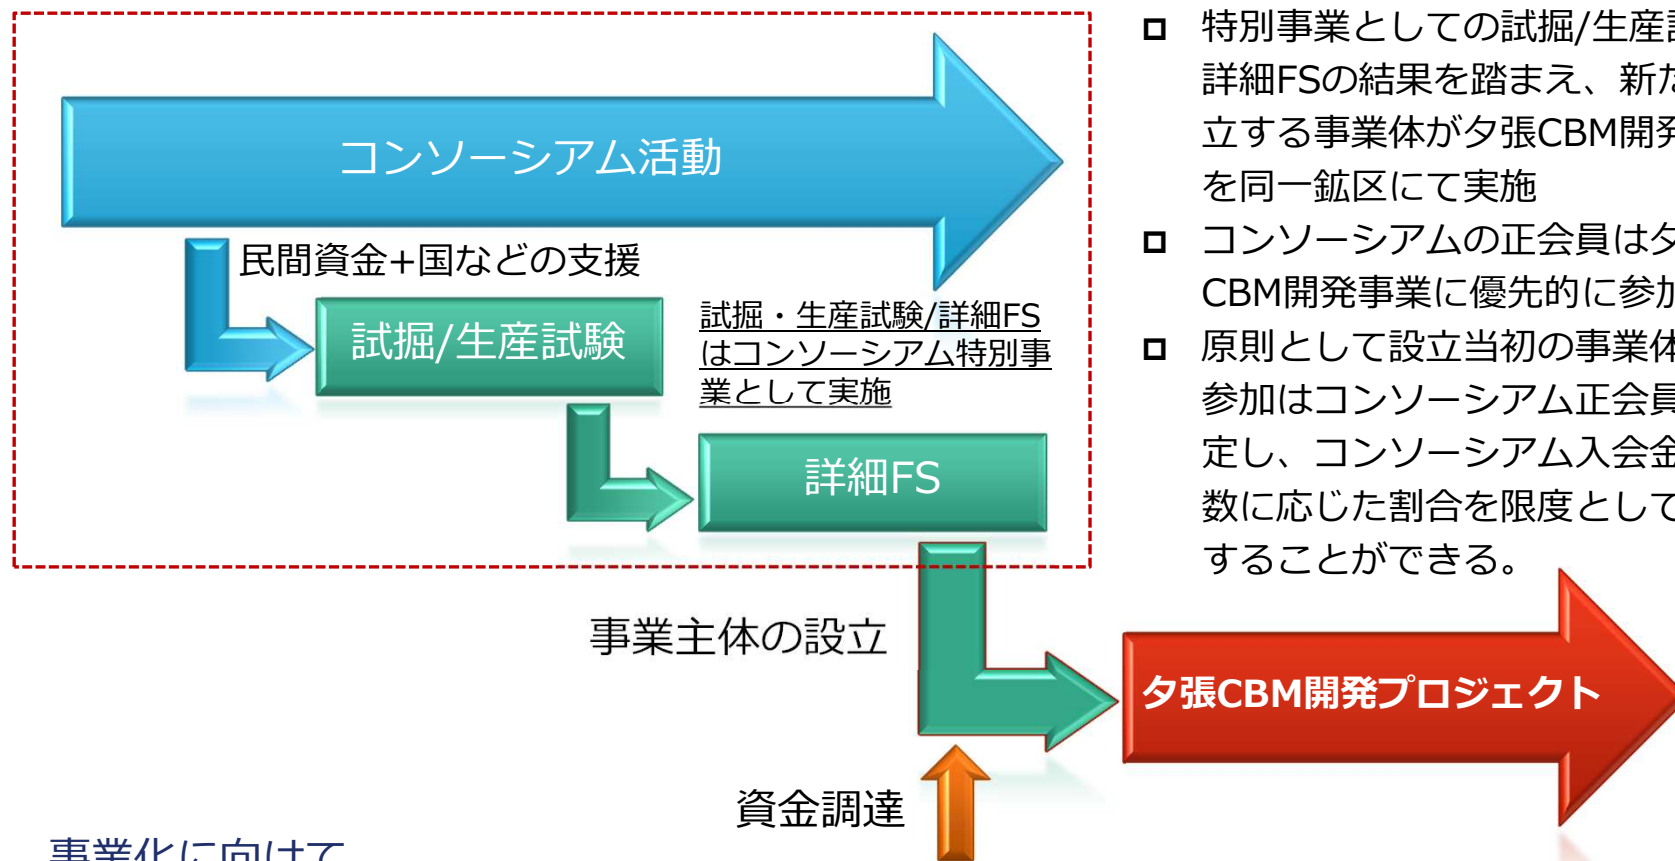 コンソーシアム活動
民間資金+国などの支援
試掘/生産試験
試掘・生産試験/詳細FS
はコンソーシアム特別事
業として実施
詳細FS
事業主体の設立
夕張CBM開発プロジェクト
資金調達
事業化に向けて
特別事業としての試掘/生産
詳細FSの結果を踏まえ、新た
立する事業体が夕張CBM開発
を同一鉱区にて実施
コンソーシアムの正会員は夕
CBM開発事業に優先的に参加
原則として設立当初の事業体
参加はコンソーシアム正会員
定し、コンソーシアム入会金
数に応じた割合を限度として
することができる。